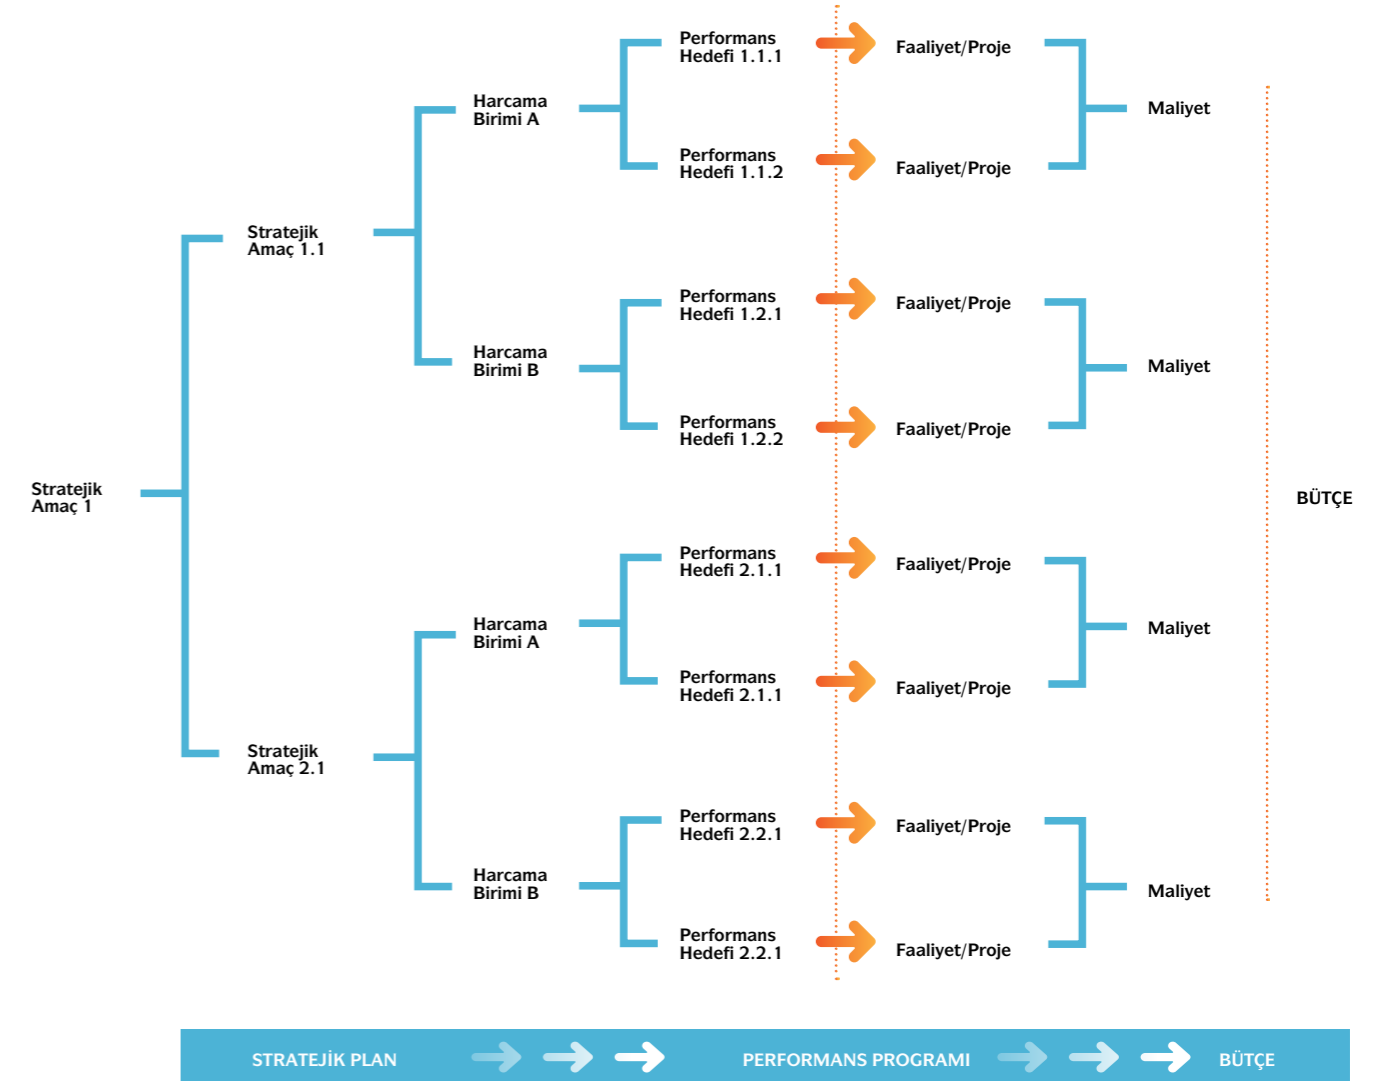 Stratejik
Amaç 1
Stratejik
Amaç 1.1
Harcama
Birimi A
Performans
Hedefi 1.1.1
Faaliyet/Proje
Performans
Hedefi 1.1.2
Faaliyet/Proje
Maliyet
Harcama
Birimi B
Performans
Hedefi 1.2.1
Faaliyet/Proje
Performans
Hedefi 1.2.2
Faaliyet/Proje
Maliyet
Stratejik
Amaç 2.1
Harcama
Birimi A
Performans
Hedefi 2.1.1
Faaliyet/Proje
Performans
Hedefi 2.1.1
Faaliyet/Proje
Maliyet
Harcama
Birimi B
Performans
Hedefi 2.2.1
Faaliyet/Proje
Performans
Hedefi 2.2.1
Faaliyet/Proje
Maliyet
BÜTÇE
STRATEJİK PLAN
PERFORMANS PROGRAMI
BÜTÇE